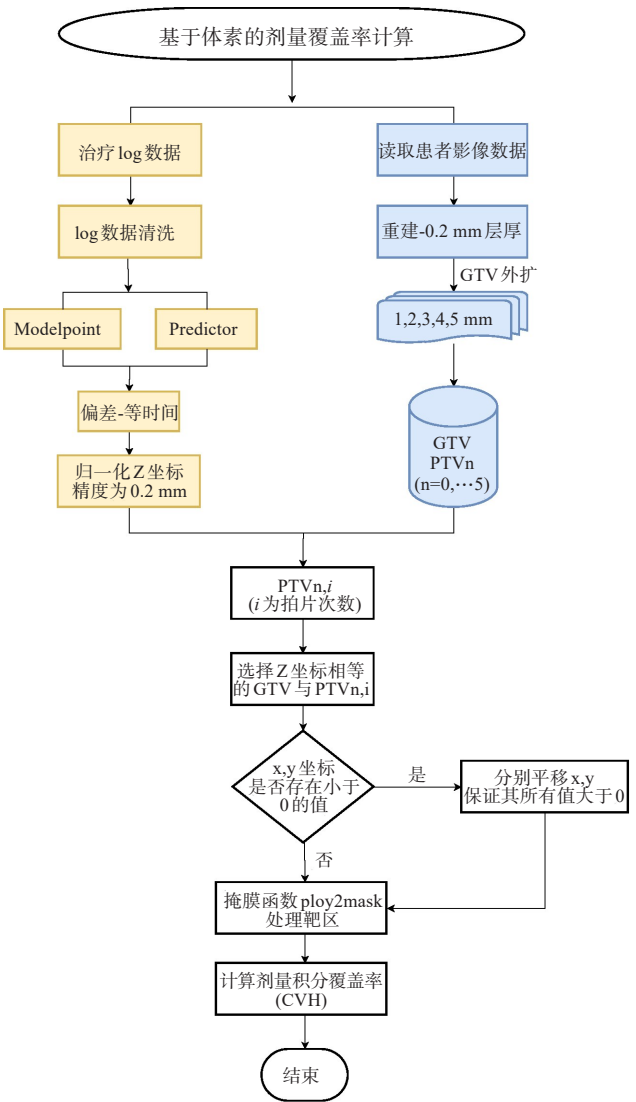 基于体素的剂量覆盖率计算
治疗log数据
log数据清洗
Modelpoint
Predictor
偏差-等时间
归一化Z坐标
精度为0.2 mm
读取患者影像数据
重建-0.2 mm层厚
GTV外扩
1,2,3,4,5 mm
GTV
PTVn
(n=0,⋯5)
PTVn,i
(i为拍片次数)
选择Z坐标相等
的GTV与PTVn,i
x,y坐标
是否存在小于
0的值
是
分别平移x,y
保证其所有值大于0
否
掩膜函数ploy2mask
处理靶区
计算剂量积分覆盖率
(CVH)
结束